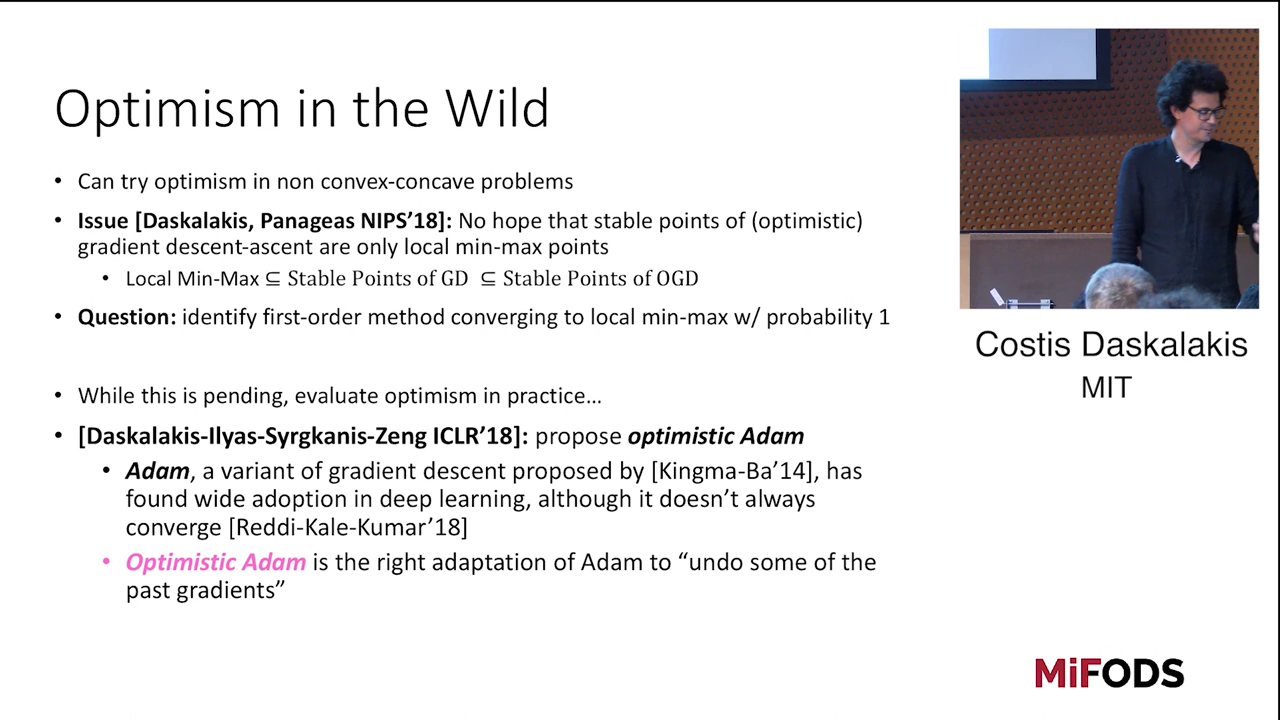 Optimism in the Wild
• Can try optimism in non convex-concave problems
• Issue [Daskalakis, Panageas NIPS’18]: No hope that stable points of (optimistic)
gradient descent-ascent are only local min-max points
• Local Min-Max ⊆ Stable Points of GD ⊆ Stable Points of OGD
• Question: identify first-order method converging to local min-max w/ probability 1
• While this is pending, evaluate optimism in practice…
• [Daskalakis-Ilyas-Syrgkanis-Zeng ICLR’18]: propose optimistic Adam
• Adam, a variant of gradient descent proposed by [Kingma-Ba’14], has
found wide adoption in deep learning, although it doesn’t always
converge [Reddi-Kale-Kumar’18]
• Optimistic Adam is the right adaptation of Adam to “undo some of the
past gradients”
Costis Daskalakis
MIT
MiFODS